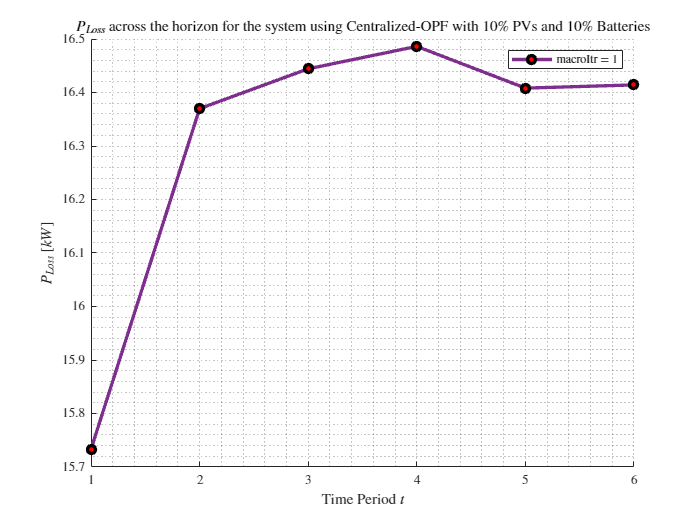 P_Loss across the horizon for the system using Centralized-OPF with 10% PVs and 10% Batteries
macroItr = 1
16.5
16.4
16.3
16.2
16.1
16
15.9
15.8
15.7
P_Loss [kW]
1 2 3 4 5 6
Time Period t